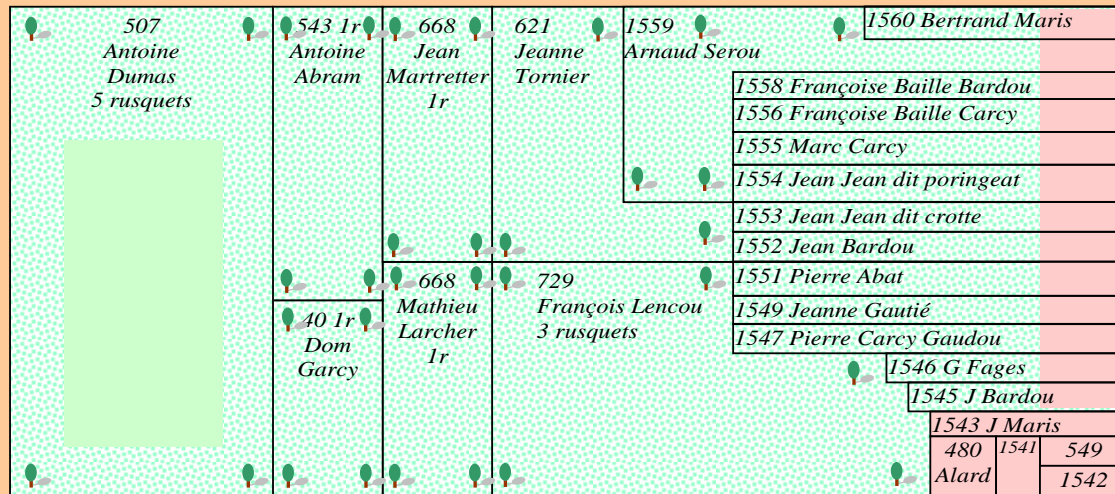 507
Antoine
Dumas
5 rusquets
543 1r
Antoine
Abram
668
Jean
Martretter
1r
621
Jeanne
Tornier
1559
Arnaud Serou
1560 Bertrand Maris
1558 Françoise Baille Bardou
1556 Françoise Baille Carcy
1555 Marc Carcy
1554 Jean Jean dit poringeat
1553 Jean Jean dit crotte
1552 Jean Bardou
1551 Pierre Abat
1549 Jeanne Gautié
1547 Pierre Carcy Gaudou
1546 G Fages
1545 J Bardou
1543 J Maris
40 1r
Dom
Garcy
668
Mathieu
Larcher
1r
729
François Lencou
3 rusquets
480
Alard
1541
549
1542